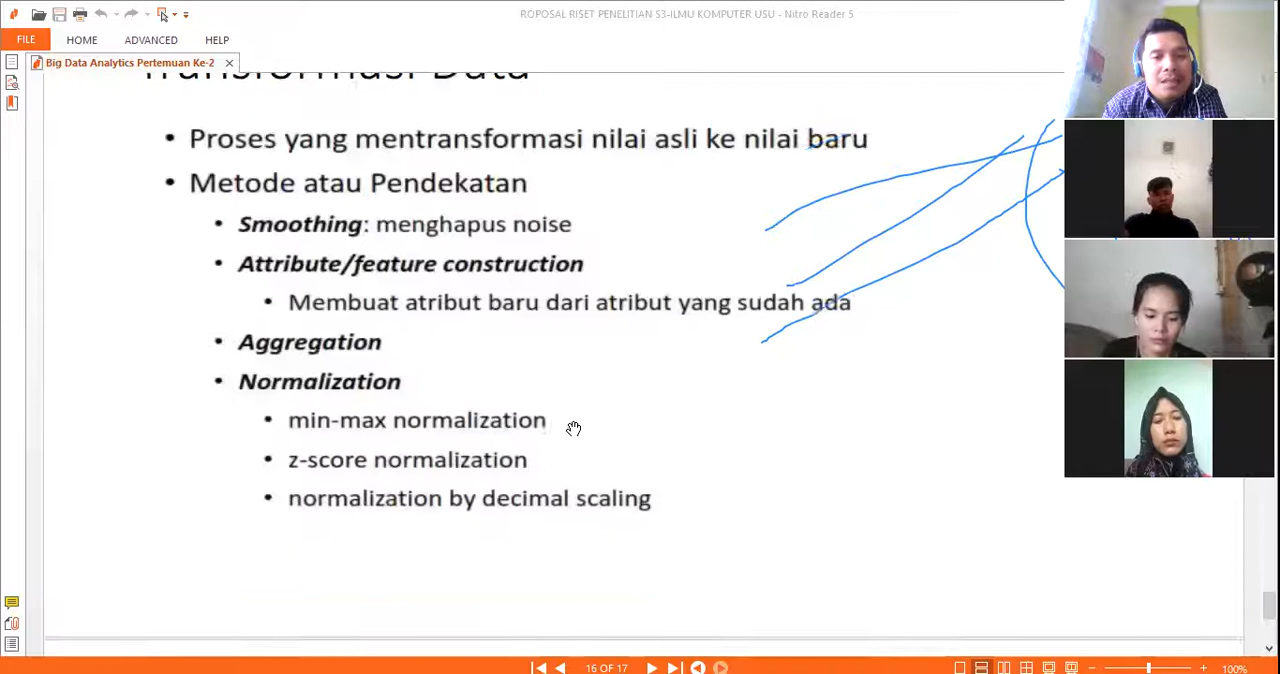 ROPOSAL RISET PENELITIAN S3-ILMU KOMPUTER USU - Nitro Reader 5
FILE HOME ADVANCED HELP
Big Data Analytics Pertemuan Ke-2
Transformasi Data
• Proses yang mentransformasi nilai asli ke nilai baru
• Metode atau Pendekatan
• Smoothing: menghapus noise
• Attribute/feature construction
• Membuat atribut baru dari atribut yang sudah ada
• Aggregation
• Normalization
• min-max normalization
• z-score normalization
• normalization by decimal scaling
16 OF 17
100%